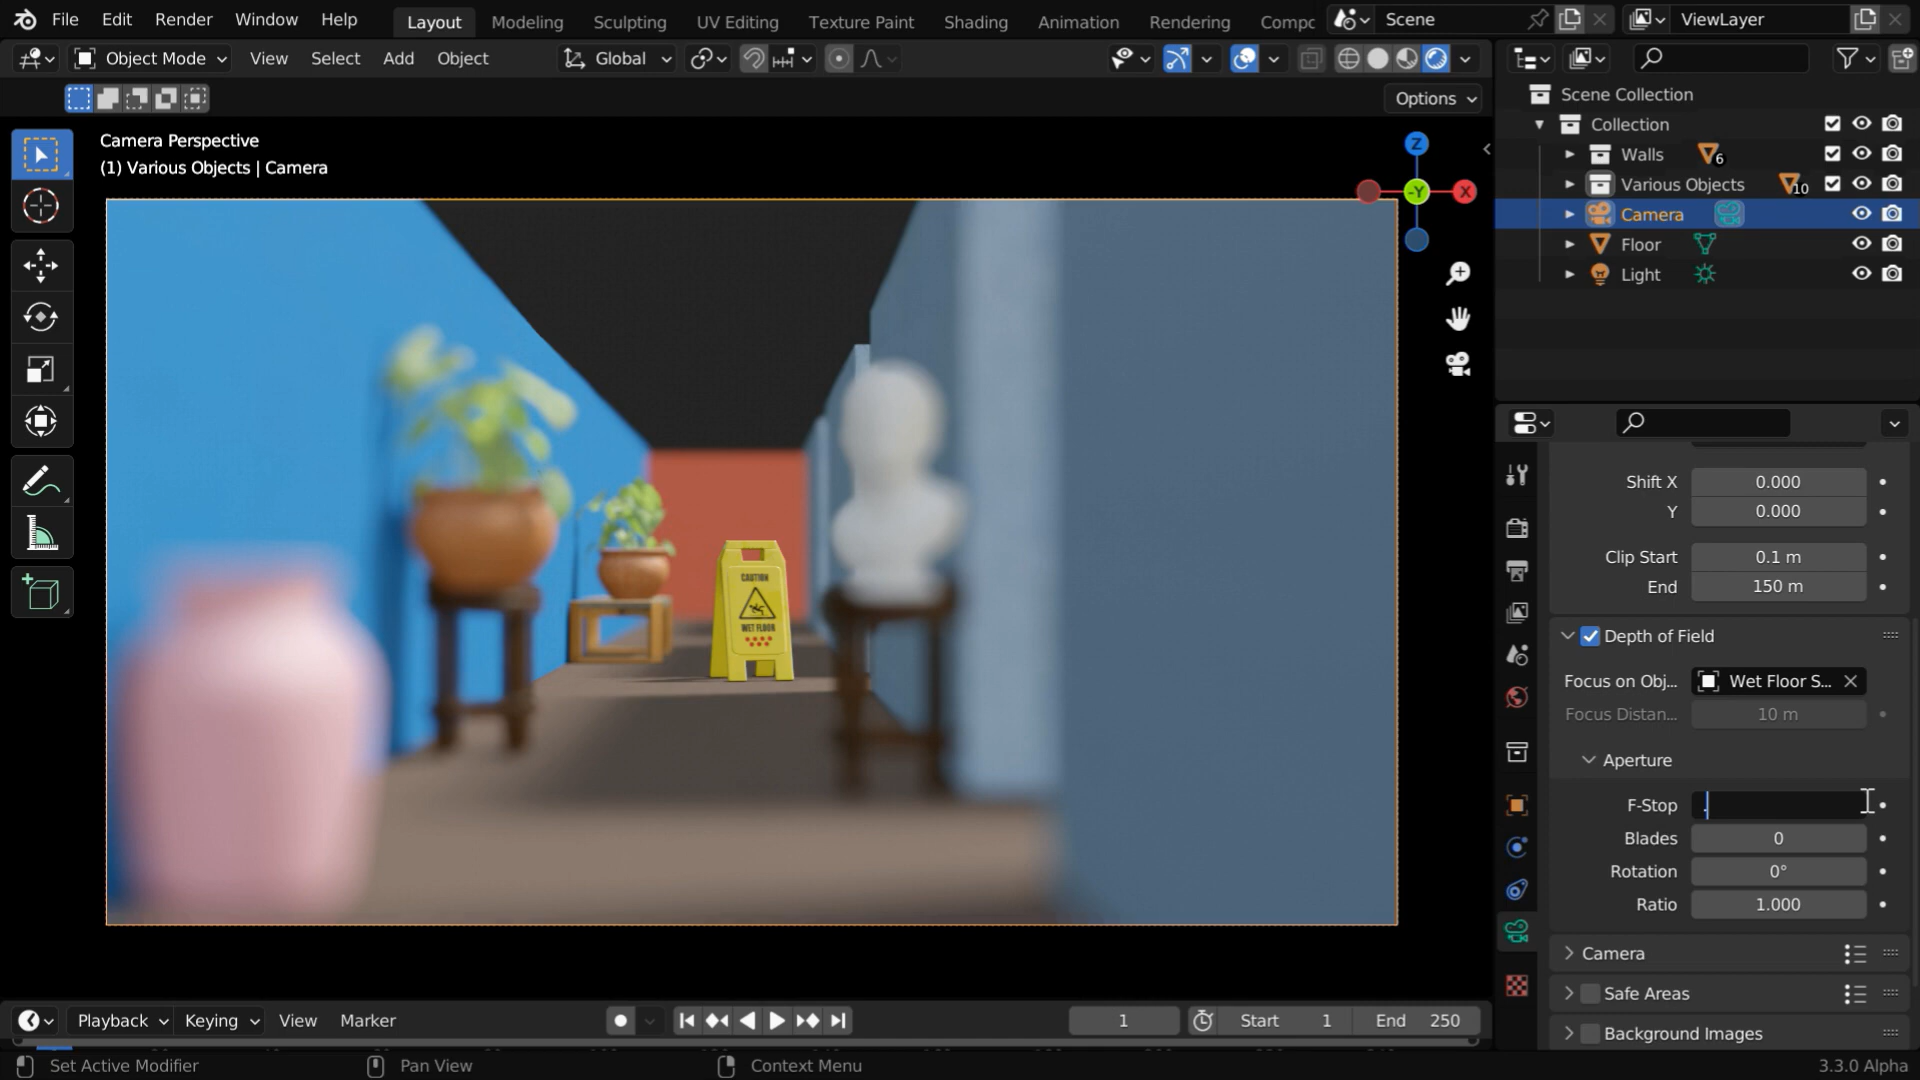 File Edit Render Window Help Layout Modeling Sculpting UV Editing Texture Paint Shading Animation Rendering Compo Scene ViewLayer
Object Mode View Select Add Object Global
Options
Camera Perspective
(1) Various Objects | Camera
Z
-Y
X
CAUTION
WET FLOOR
Scene Collection
Collection
Walls 6
Various Objects 10
Camera
Floor
Light
Shift X 0.000
Y 0.000
Clip Start 0.1 m
End 150 m
Depth of Field
Focus on Obj... Wet Floor S...
Focus Distan... 10 m
Aperture
F-Stop .
Blades 0
Rotation 0°
Ratio 1.000
Camera
Safe Areas
Background Images
Playback Keying View Marker 1 Start 1 End 250
Set Active Modifier Pan View Context Menu 3.3.0 Alpha